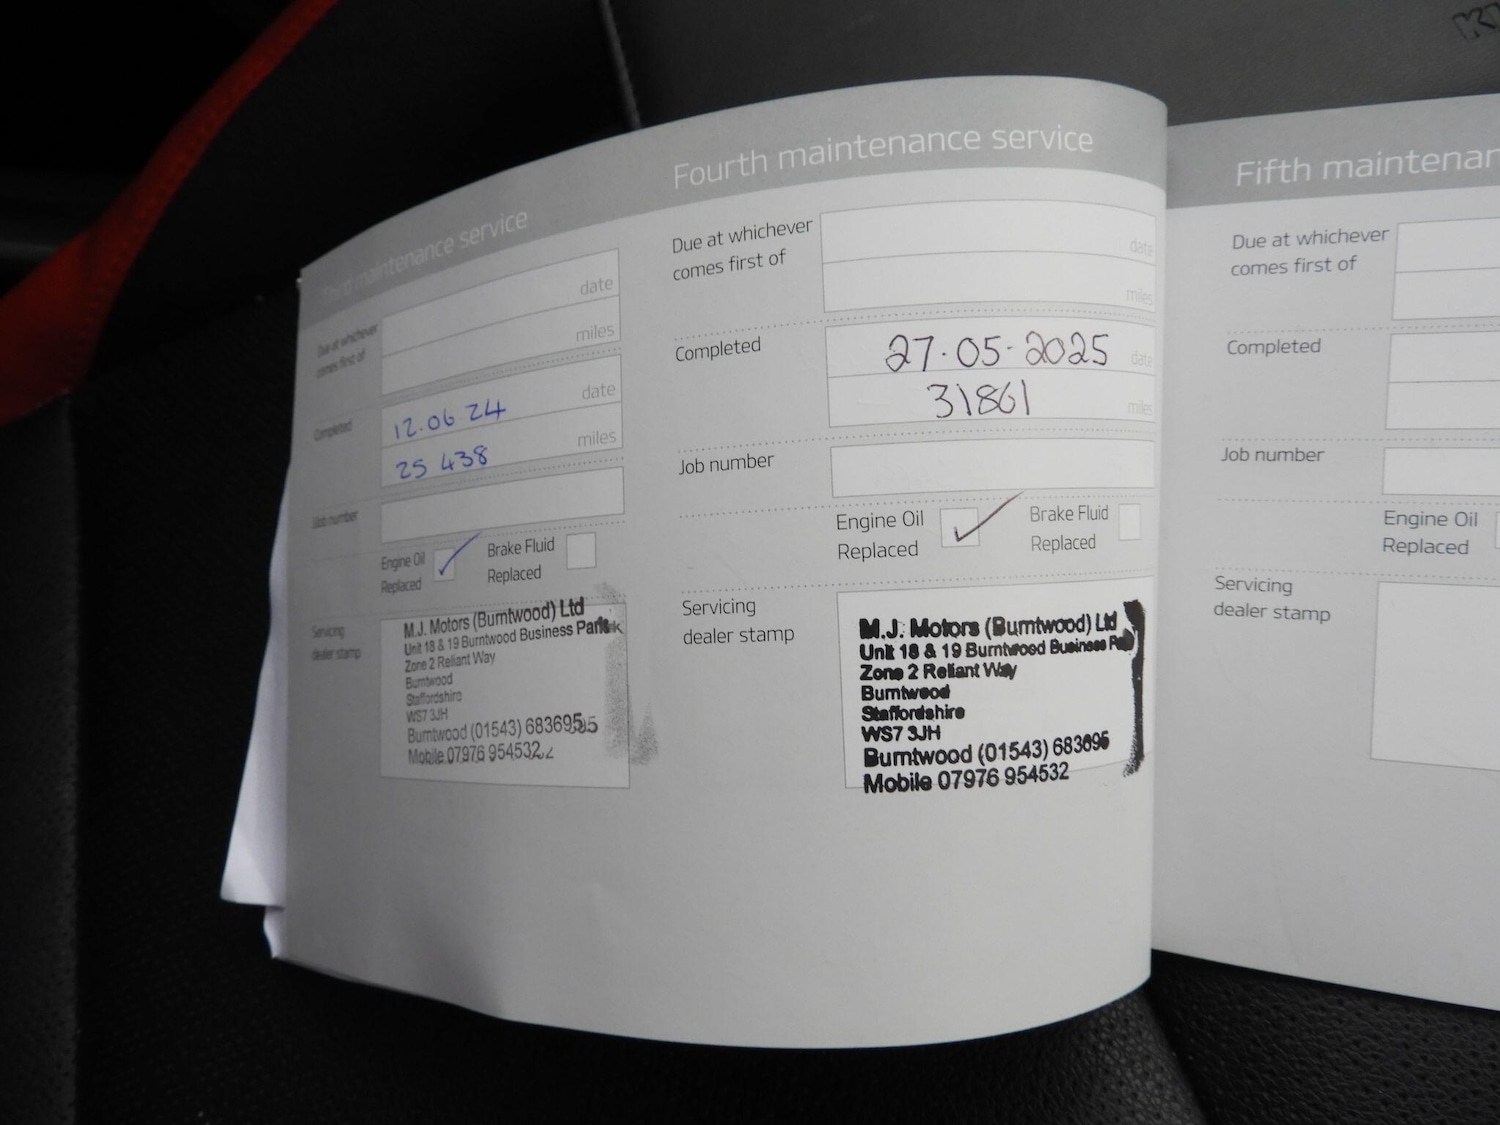 Third maintenance service
Due at whichever
comes first of
date
miles
Completed
12.06 24 date
25 438 miles
Job number
Engine Oil
Replaced
Brake Fluid
Replaced
Servicing
dealer stamp
M.J. Motors (Burntwood) Ltd
Unit 18 & 19 Burntwood Business Park
Zone 2 Reliant Way
Burntwood
Staffordshire
WS7 3JH
Burntwood (01543) 683695
Mobile 07976 954532
Fourth maintenance service
Due at whichever
comes first of
date
miles
Completed
27.05-2025 date
31861 miles
Job number
Engine Oil
Replaced
Brake Fluid
Replaced
Servicing
dealer stamp
M.J. Motors (Burntwood) Ltd
Unit 18 & 19 Burntwood Business
Zone 2 Reliant Way
Burntwood
Staffordshire
WS7 3JH
Burntwood (01543) 683695
Mobile 07976 954532
Fifth
Due at whichever
comes first of
Completed
Job number
Engine Oil
Replaced
Servicing
dealer stamp